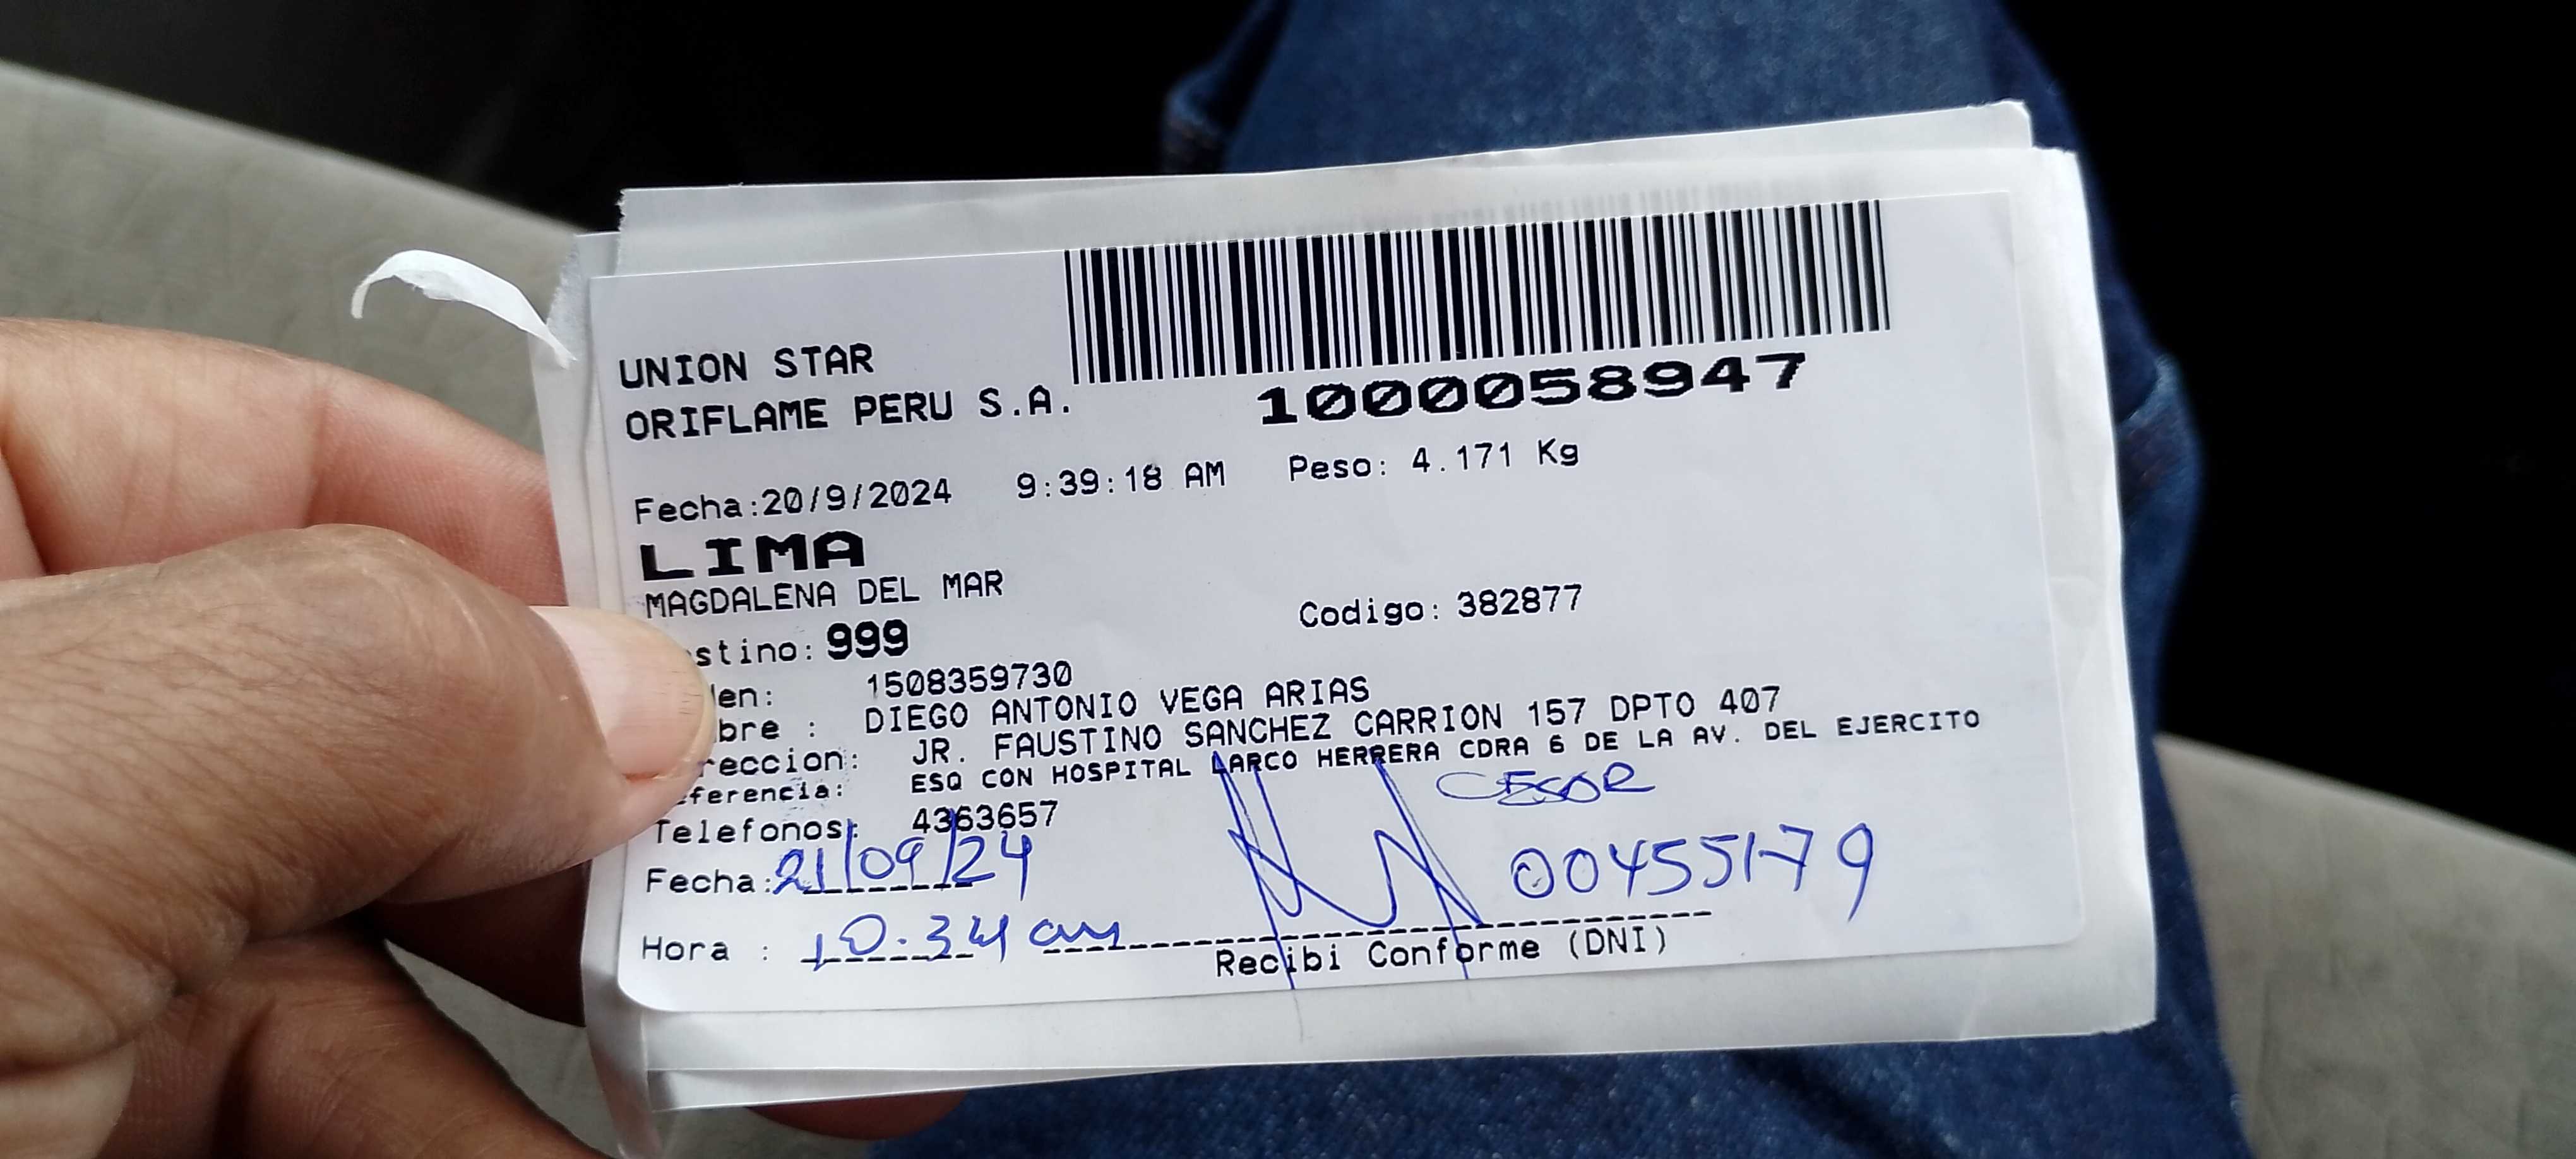 UNION STAR
ORIFLAME PERU S.A.
1000058947
Fecha:20/9/2024 9:39:18 AM Peso: 4.171 Kg
LIMA
MAGDALENA DEL MAR
stino: 999 Codigo: 382877
den: 1508359730
bre : DIEGO ANTONIO VEGA ARIAS
reccion: JR. FAUSTINO SANCHEZ CARRION 157 DPTO 407
ferencia: ESQ CON HOSPITAL LARCO HERRERA CDRA 6 DE LA AV. DEL EJERCITO
Telefonos: 4363657
CESOR
Fecha: 21/09/24 00455179
Hora : 10.34 am
Recibi Conforme (DNI)